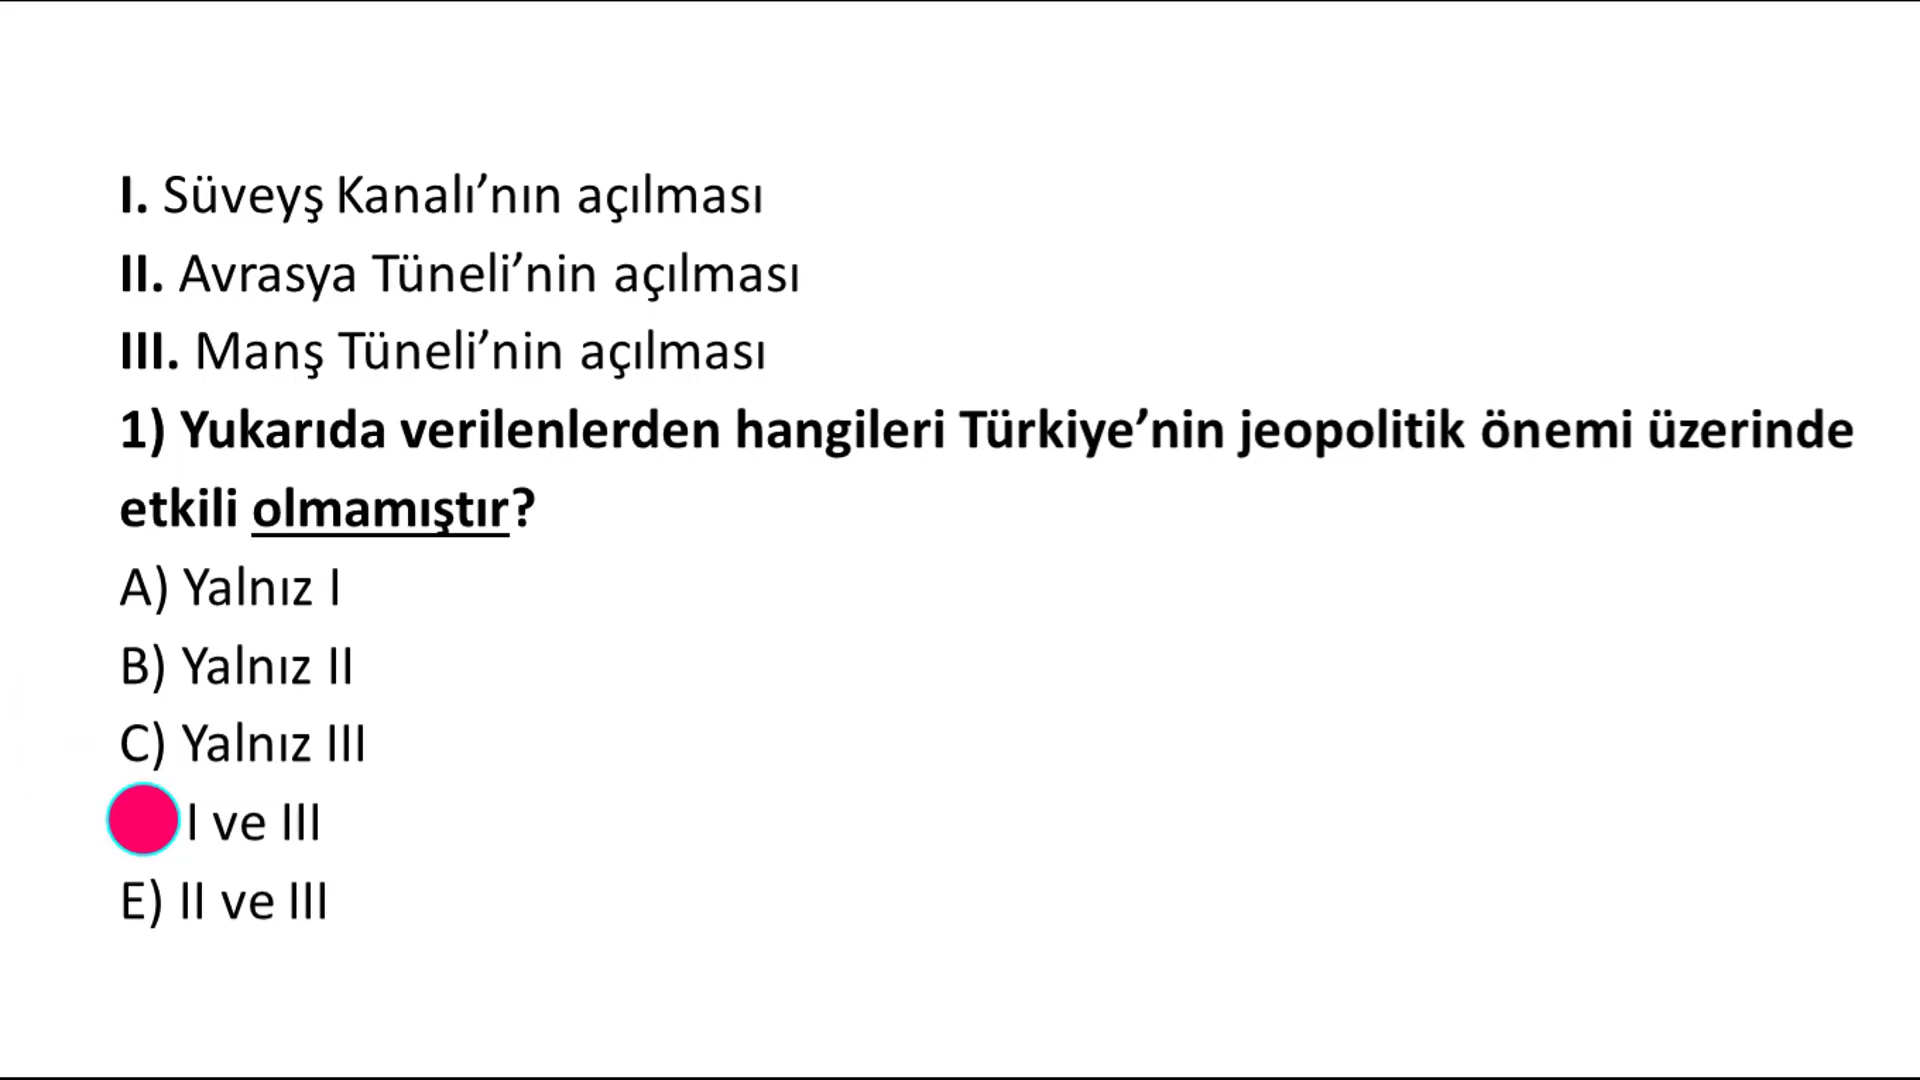 I. Süveyş Kanalı’nın açılması
II. Avrasya Tüneli’nin açılması
III. Manş Tüneli’nin açılması
1) Yukarıda verilenlerden hangileri Türkiye’nin jeopolitik önemi üzerinde
etkili olmamıştır?
A) Yalnız I
B) Yalnız II
C) Yalnız III
I ve III
E) II ve III